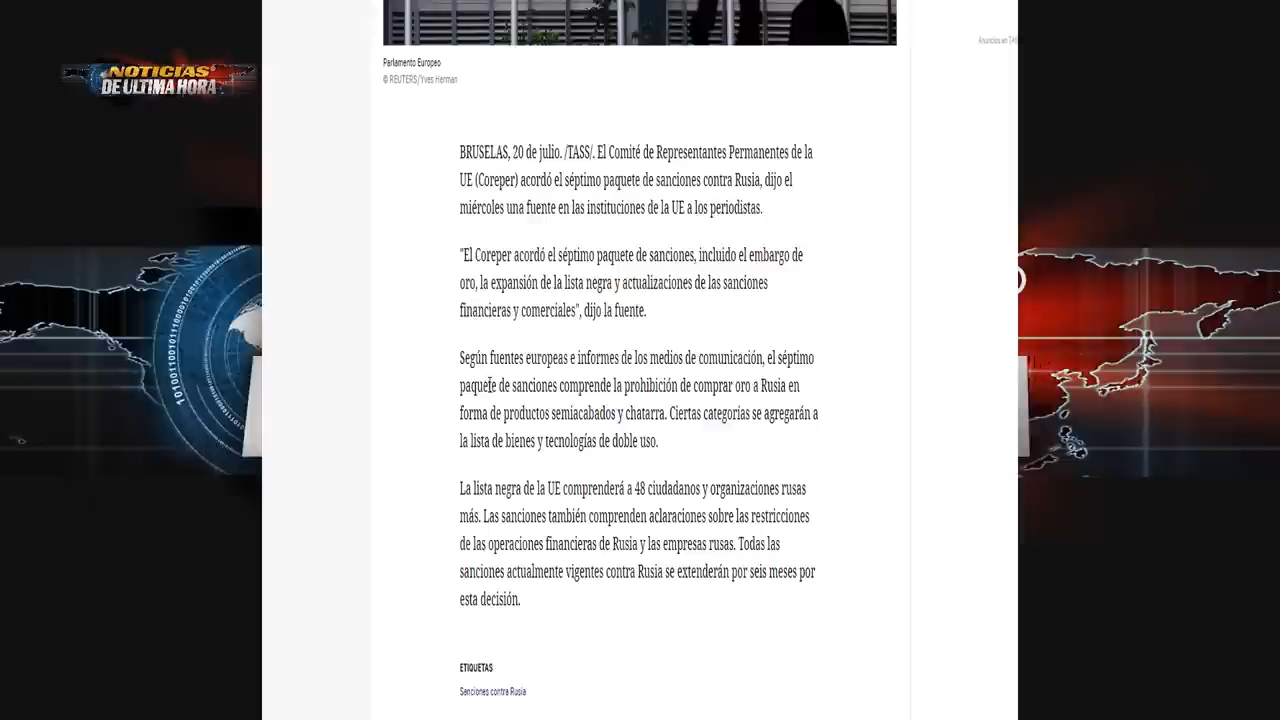 NOTICIAS
DE ULTIMA HORA
Anuncios en TAS
Parlamento Europeo
© REUTERS/Yves Herman
BRUSELAS, 20 de julio. /TASS/. El Comité de Representantes Permanentes de la
UE (Coreper) acordó el séptimo paquete de sanciones contra Rusia, dijo el
miércoles una fuente en las instituciones de la UE a los periodistas.
"El Coreper acordó el séptimo paquete de sanciones, incluido el embargo de
oro, la expansión de la lista negra y actualizaciones de las sanciones
financieras y comerciales", dijo la fuente.
Según fuentes europeas e informes de los medios de comunicación, el séptimo
paquete de sanciones comprende la prohibición de comprar oro a Rusia en
forma de productos semiacabados y chatarra. Ciertas categorías se agregarán a
la lista de bienes y tecnologías de doble uso.
La lista negra de la UE comprenderá a 48 ciudadanos y organizaciones rusas
más. Las sanciones también comprenden aclaraciones sobre las restricciones
de las operaciones financieras de Rusia y las empresas rusas. Todas las
sanciones actualmente vigentes contra Rusia se extenderán por seis meses por
esta decisión.
ETIQUETAS
Sanciones contra Rusia